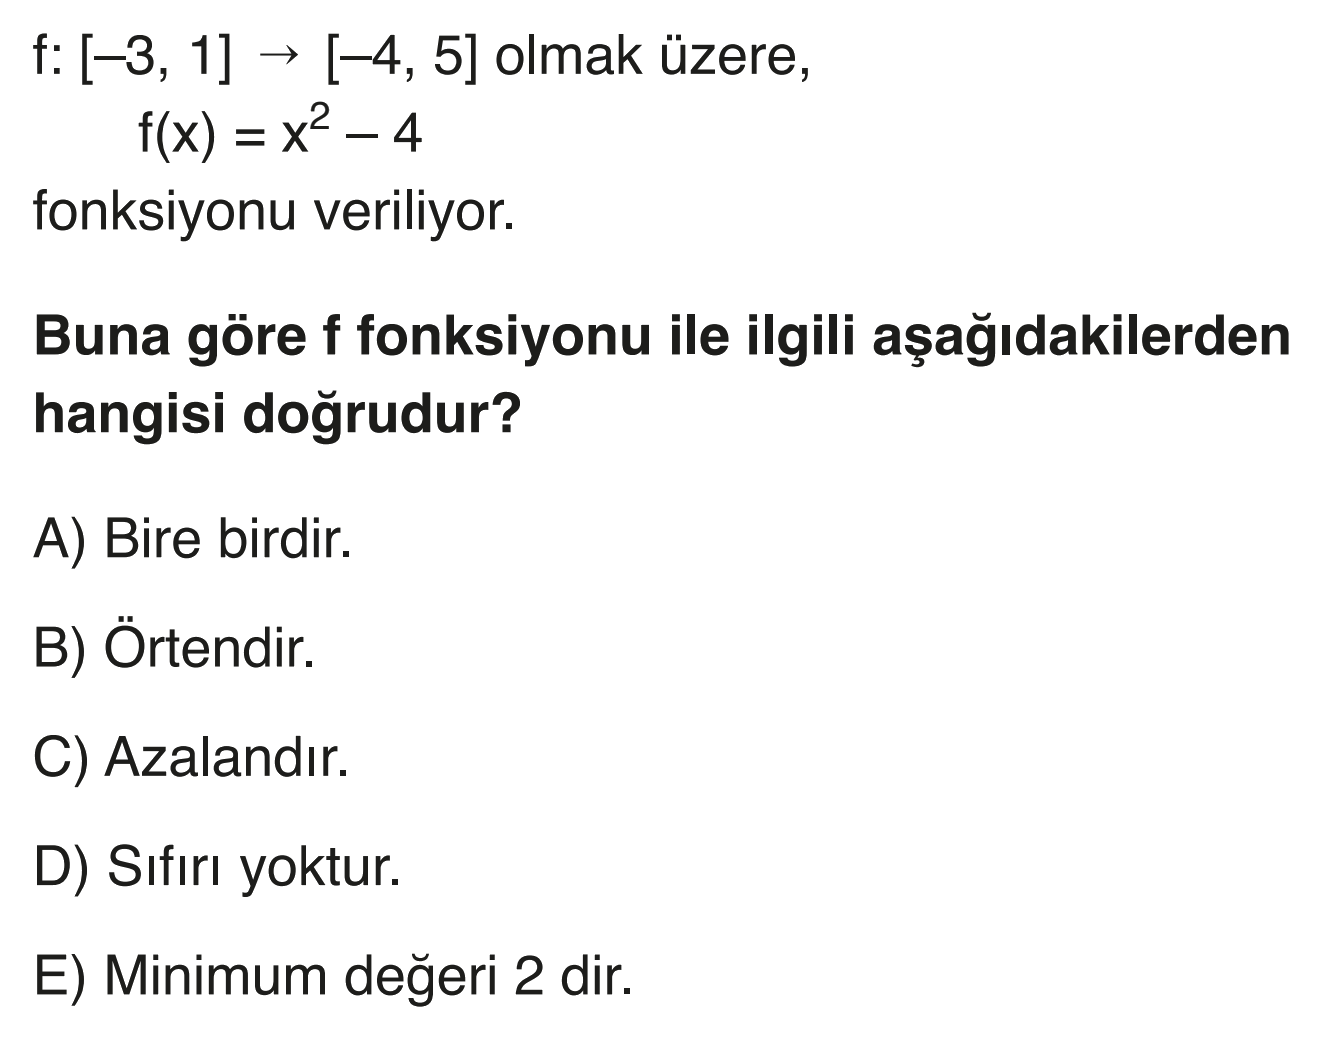 f: [–3, 1] → [–4, 5] olmak üzere,
f(x) = x² – 4
fonksiyonu veriliyor.
Buna göre f fonksiyonu ile ilgili aşağıdakilerden
hangisi doğrudur?
A) Bire birdir.
B) Örtendir.
C) Azalandır.
D) Sıfırı yoktur.
E) Minimum değeri 2 dir.